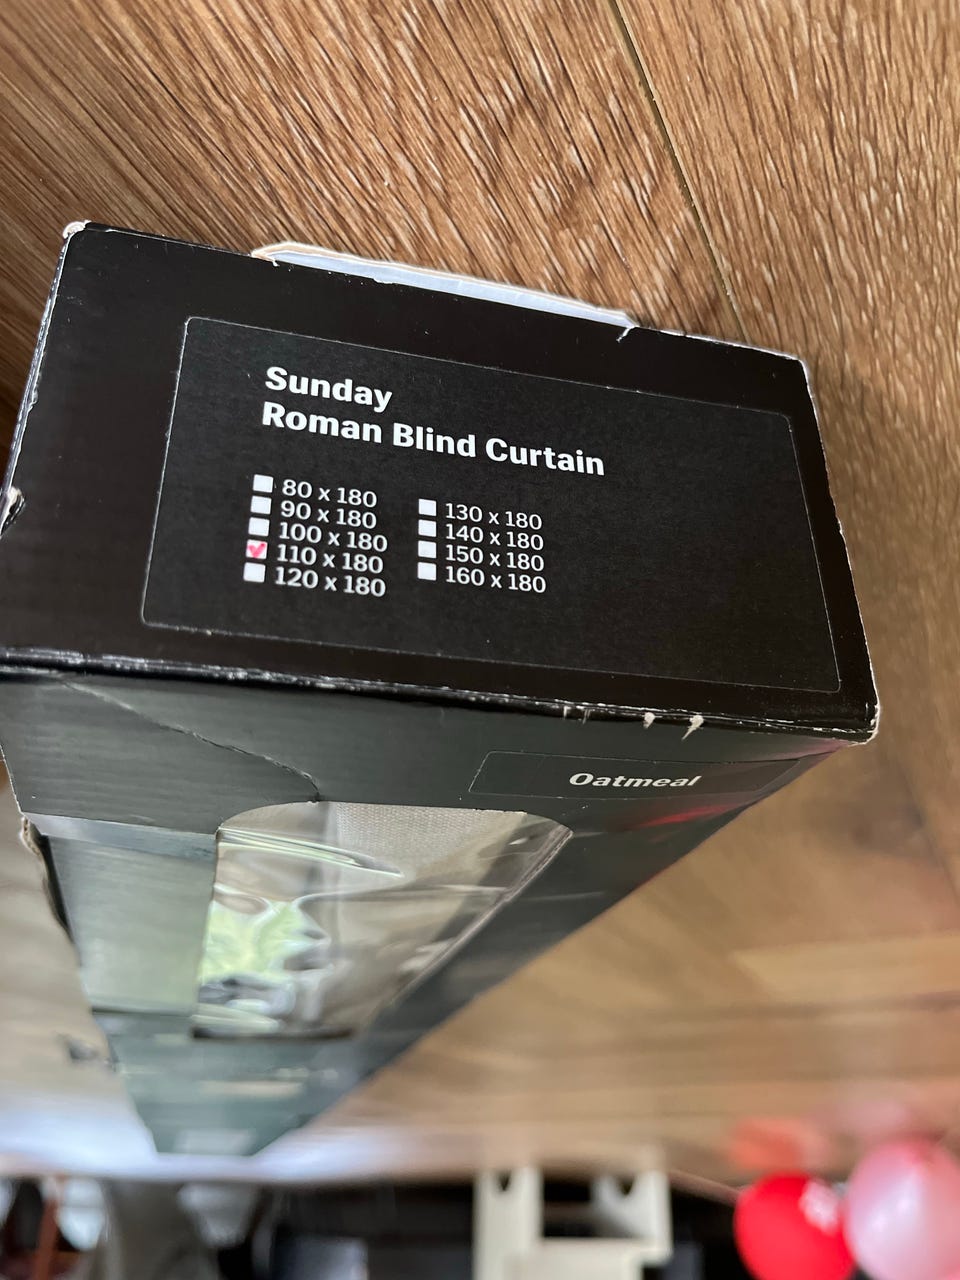 Sunday
Roman Blind Curtain
80 x 180
90 x 180
100 x 180
110 x 180
120 x 180
130 x 180
140 x 180
150 x 180
160 x 180
Oatmeal